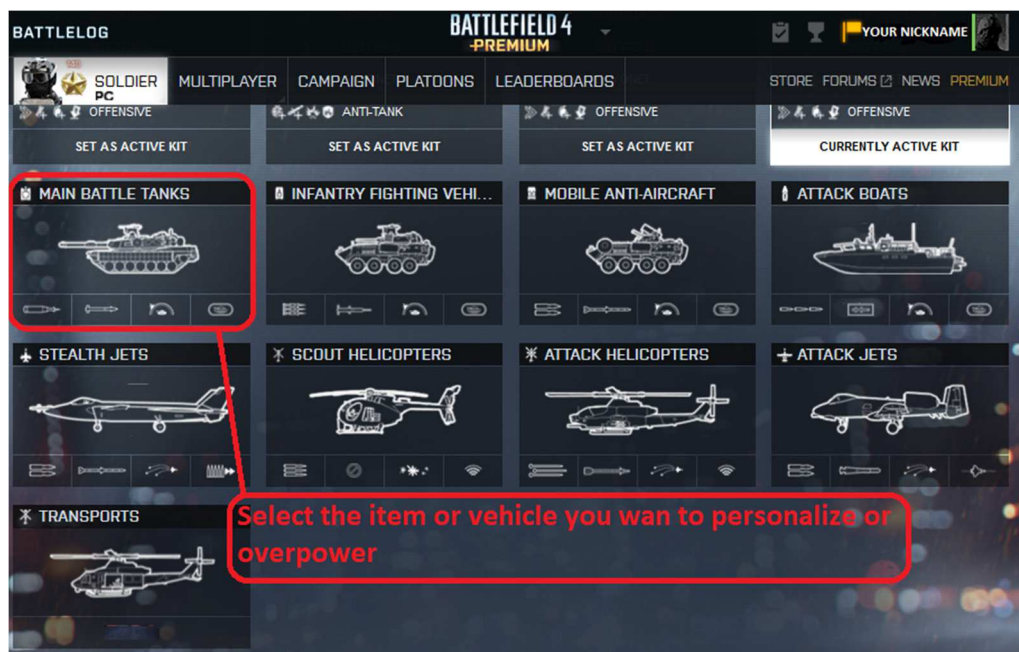 BATTLELOG
BATTLEFIELD 4
PREMIUM
YOUR NICKNAME
140
SOLDIER
PC
MULTIPLAYER
CAMPAIGN
PLATOONS
LEADERBOARDS
STORE FORUMS NEWS PREMIUM
OFFENSIVE
ANTI-TANK
OFFENSIVE
OFFENSIVE
SET AS ACTIVE KIT
SET AS ACTIVE KIT
SET AS ACTIVE KIT
CURRENTLY ACTIVE KIT
MAIN BATTLE TANKS
INFANTRY FIGHTING VEHI...
MOBILE ANTI-AIRCRAFT
ATTACK BOATS
STEALTH JETS
SCOUT HELICOPTERS
ATTACK HELICOPTERS
ATTACK JETS
TRANSPORTS
Select the item or vehicle you wan to personalize or
overpower